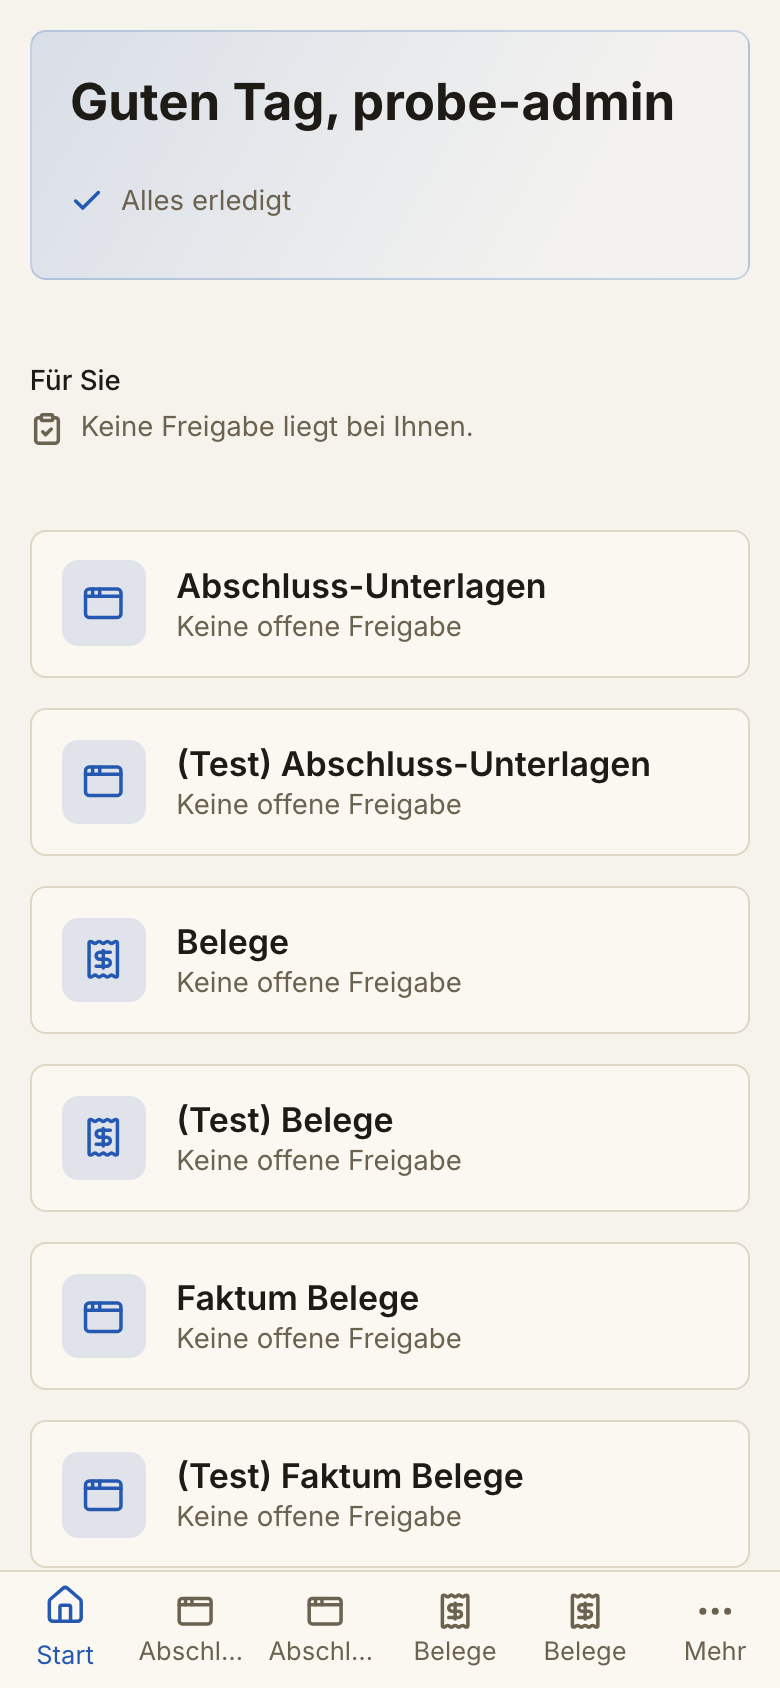 Guten Tag, probe-admin
Alles erledigt
Für Sie
Keine Freigabe liegt bei Ihnen.
Abschluss-Unterlagen
Keine offene Freigabe
(Test) Abschluss-Unterlagen
Keine offene Freigabe
Belege
Keine offene Freigabe
(Test) Belege
Keine offene Freigabe
Faktum Belege
Keine offene Freigabe
(Test) Faktum Belege
Keine offene Freigabe
Start Abschl... Abschl... Belege Belege Mehr